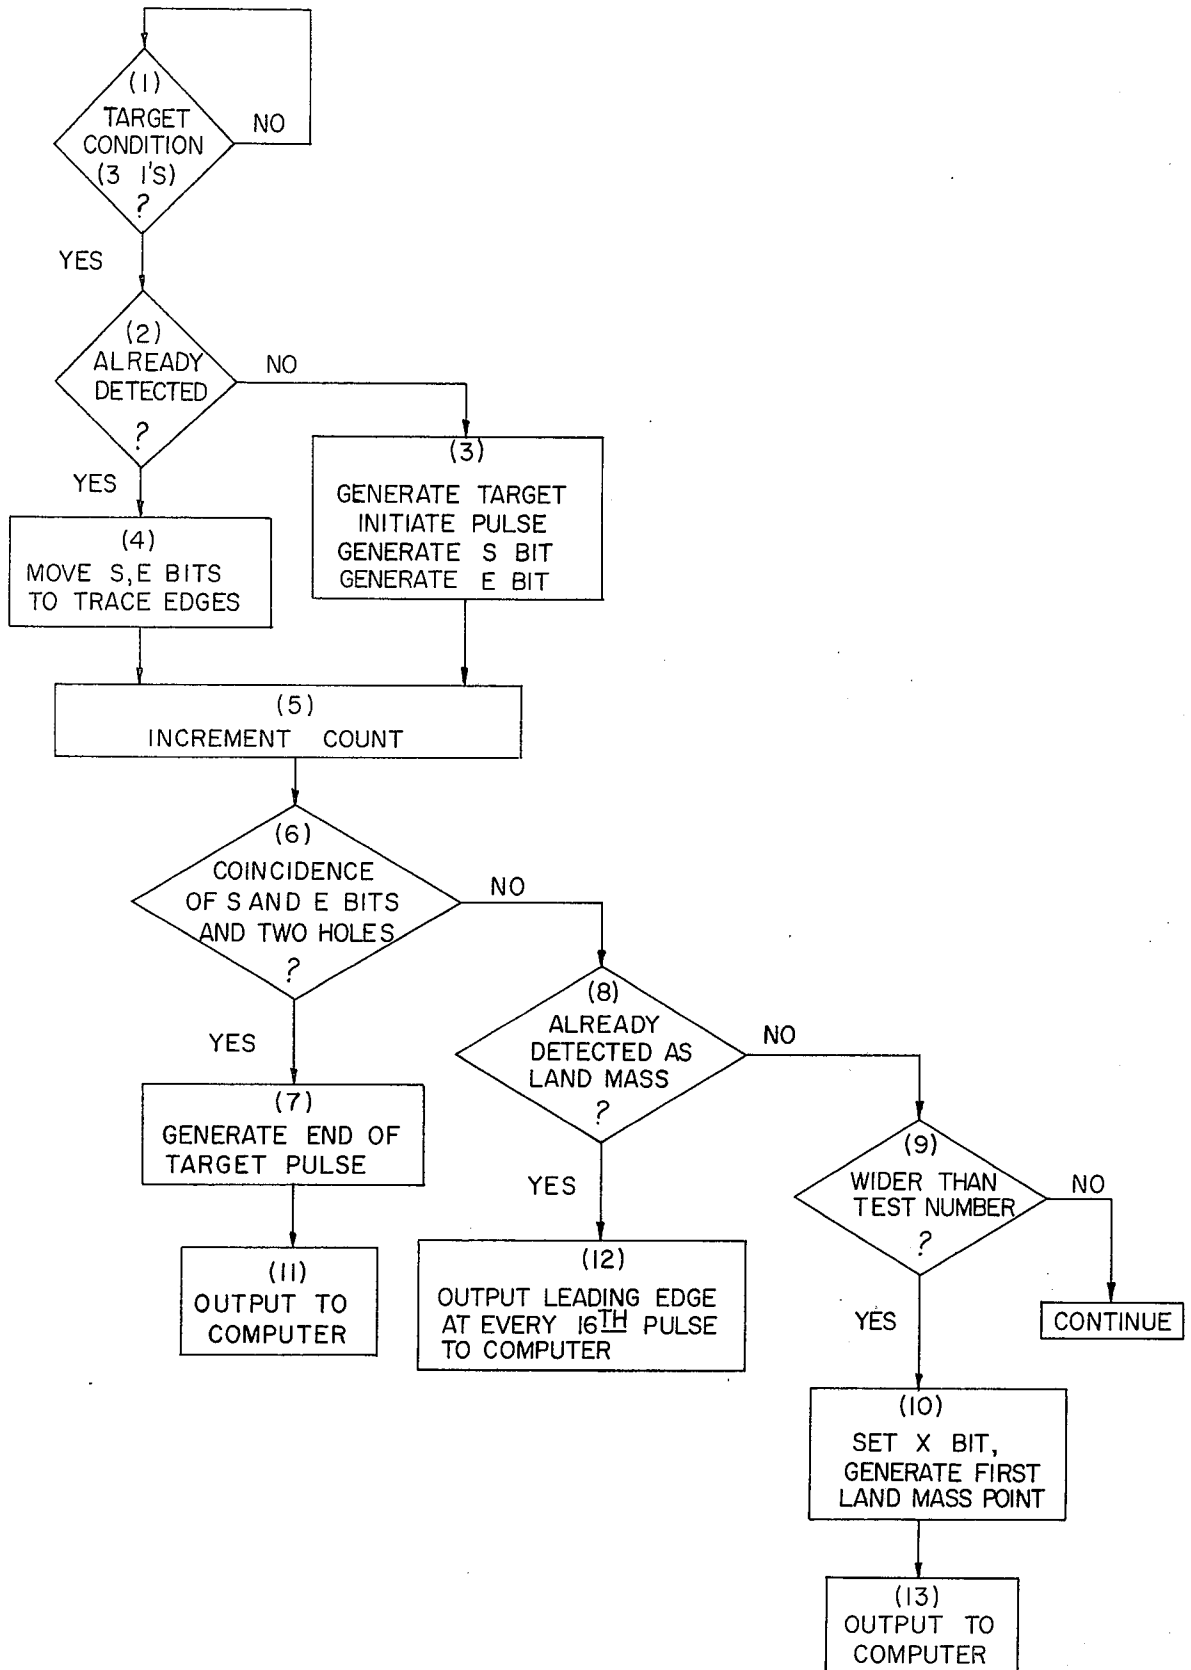 (1)
TARGET
CONDITION
(3 1'S)
?
NO
YES
(2)
ALREADY
DETECTED
?
NO
YES
(3)
GENERATE TARGET
INITIATE PULSE
GENERATE S BIT
GENERATE E BIT
(4)
MOVE S,E BITS
TO TRACE EDGES
(5)
INCREMENT COUNT
(6)
COINCIDENCE
OF S AND E BITS
AND TWO HOLES
?
NO
YES
(7)
GENERATE END OF
TARGET PULSE
(11)
OUTPUT TO
COMPUTER
(8)
ALREADY
DETECTED AS
LAND MASS
?
NO
YES
(12)
OUTPUT LEADING EDGE
AT EVERY 16TH PULSE
TO COMPUTER
(9)
WIDER THAN
TEST NUMBER
?
NO
CONTINUE
YES
(10)
SET X BIT,
GENERATE FIRST
LAND MASS POINT
(13)
OUTPUT TO
COMPUTER